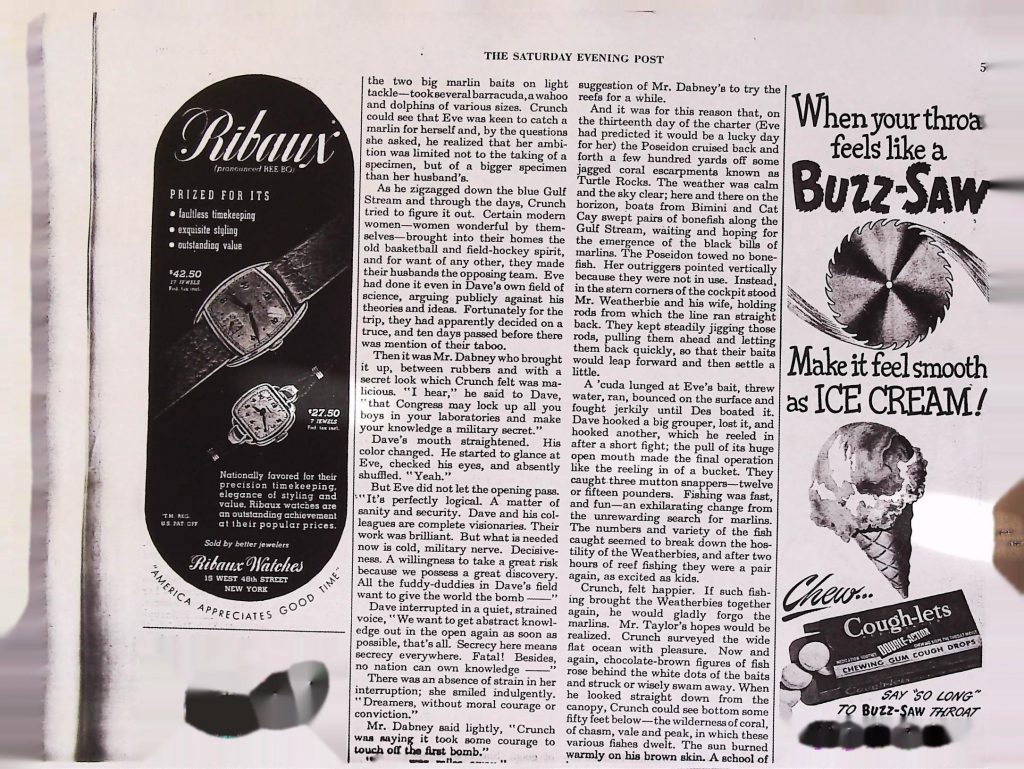 THE SATURDAY EVENING POST
5
Ribaux
(pronounced REE BO)
PRIZED FOR ITS
• faultless timekeeping
• exquisite styling
• outstanding value
$42.50
17 JEWELS
Fed. tax incl.
$27.50
7 JEWELS
Fed. tax incl.
Nationally favored for their
precision timekeeping,
elegance of styling and
value. Ribaux watches are
an outstanding achievement
at their popular prices.
*T.M. REG.
U.S. PAT. OFF
Sold by better jewelers
Ribaux Watches
15 WEST 48th STREET
NEW YORK
"AMERICA APPRECIATES GOOD TIME"
the two big marlin baits on light
tackle—took several barracuda, a wahoo
and dolphins of various sizes. Crunch
could see that Eve was keen to catch a
marlin for herself and, by the questions
she asked, he realized that her ambi-
tion was limited not to the taking of a
specimen, but of a bigger specimen
than her husband's.
As he zigzagged down the blue Gulf
Stream and through the days, Crunch
tried to figure it out. Certain modern
women—women wonderful by them-
selves—brought into their homes the
old basketball and field-hockey spirit,
and for want of any other, they made
their husbands the opposing team. Eve
had done it even in Dave's own field of
science, arguing publicly against his
theories and ideas. Fortunately for the
trip, they had apparently decided on a
truce, and ten days passed before there
was mention of their taboo.
Then it was Mr. Dabney who brought
it up, between rubbers and with a
secret look which Crunch felt was ma-
licious. "I hear," he said to Dave,
"that Congress may lock up all you
boys in your laboratories and make
your knowledge a military secret."
Dave's mouth straightened. His
color changed. He started to glance at
Eve, checked his eyes, and absently
shuffled. "Yeah."
But Eve did not let the opening pass.
"It's perfectly logical. A matter of
sanity and security. Dave and his col-
leagues are complete visionaries. Their
work was brilliant. But what is needed
now is cold, military nerve. Decisive-
ness. A willingness to take a great risk
because we possess a great discovery.
All the fuddy-duddies in Dave's field
want to give the world the bomb ——"
Dave interrupted in a quiet, strained
voice, "We want to get abstract knowl-
edge out in the open again as soon as
possible, that's all. Secrecy here means
secrecy everywhere. Fatal! Besides,
no nation can own knowledge ——"
There was an absence of strain in her
interruption; she smiled indulgently.
"Dreamers, without moral courage or
conviction."
Mr. Dabney said lightly, "Crunch
was saying it took some courage to
touch off the first bomb."
suggestion of Mr. Dabney's to try the
reefs for a while.
And it was for this reason that, on
the thirteenth day of the charter (Eve
had predicted it would be a lucky day
for her) the Poseidon cruised back and
forth a few hundred yards off some
jagged coral escarpments known as
Turtle Rocks. The weather was calm
and the sky clear; here and there on the
horizon, boats from Bimini and Cat
Cay swept pairs of bonefish along the
Gulf Stream, waiting and hoping for
the emergence of the black bills of
marlins. The Poseidon towed no bone-
fish. Her outriggers pointed vertically
because they were not in use. Instead,
in the stern corners of the cockpit stood
Mr. Weatherbie and his wife, holding
rods from which the line ran straight
back. They kept steadily jigging those
rods, pulling them ahead and letting
them back quickly, so that their baits
would leap forward and then settle a
little.
A 'cuda lunged at Eve's bait, threw
water, ran, bounced on the surface and
fought jerkily until Des boated it.
Dave hooked a big grouper, lost it, and
hooked another, which he reeled in
after a short fight; the pull of its huge
open mouth made the final operation
like the reeling in of a bucket. They
caught three mutton snappers—twelve
or fifteen pounders. Fishing was fast,
and fun—an exhilarating change from
the unrewarding search for marlins.
The numbers and variety of the fish
caught seemed to break down the hos-
tility of the Weatherbies, and after two
hours of reef fishing they were a pair
again, as excited as kids.
Crunch, felt happier. If such fish-
ing brought the Weatherbies together
again, he would gladly forgo the
marlins. Mr. Taylor's hopes would be
realized. Crunch surveyed the wide
flat ocean with pleasure. Now and
again, chocolate-brown figures of fish
rose behind the white dots of the baits
and struck or wisely swam away. When
he looked straight down from the
canopy, Crunch could see bottom some
fifty feet below—the wilderness of coral,
of chasm, vale and peak, in which these
various fishes dwelt. The sun burned
warmly on his brown skin. A school of
When your throa
feels like a
BUZZ-SAW
Make it feel smooth
as ICE CREAM!
Chew...
Cough-lets
DOUBLE-ACTION
CHEWING GUM COUGH DROPS
SAY "SO LONG"
TO BUZZ-SAW THROAT